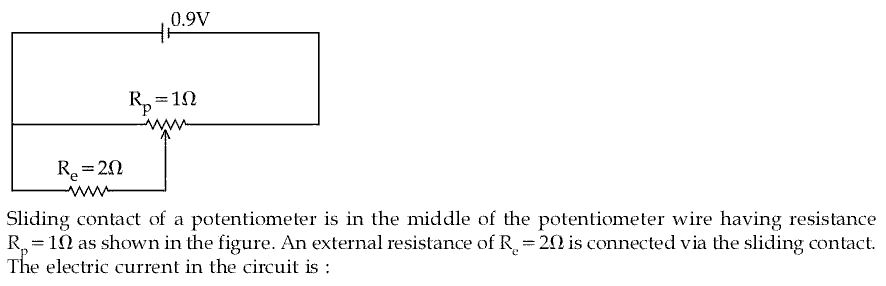 0.9V
Rp = 1Ω
Re = 2Ω
Sliding contact of a potentiometer is in the middle of the potentiometer wire having resistance
Rp = 1Ω as shown in the figure. An external resistance of Re = 2Ω is connected via the sliding contact.
The electric current in the circuit is :